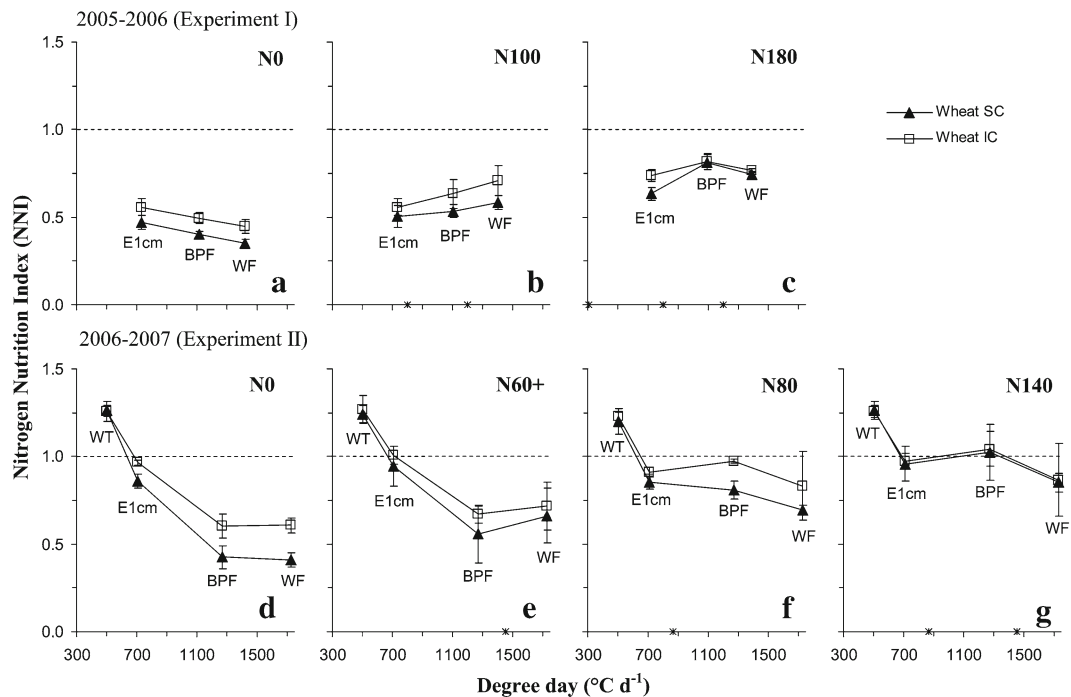 2005-2006 (Experiment I)
Nitrogen Nutrition Index (NNI)
1.5
1.0
0.5
0.0
N0
E1cm
BPF
WF
a
N100
E1cm
BPF
WF
b
N180
E1cm
BPF
WF
c
Wheat SC
Wheat IC
2006-2007 (Experiment II)
1.5
1.0
0.5
0.0
N0
WT
E1cm
BPF
WF
d
N60+
WT
E1cm
BPF
WF
e
N80
WT
E1cm
BPF
WF
f
N140
WT
E1cm
BPF
WF
g
300 700 1100 1500 300 700 1100 1500 300 700 1100 1500 300 700 1100 1500
Degree day (°C d-1)